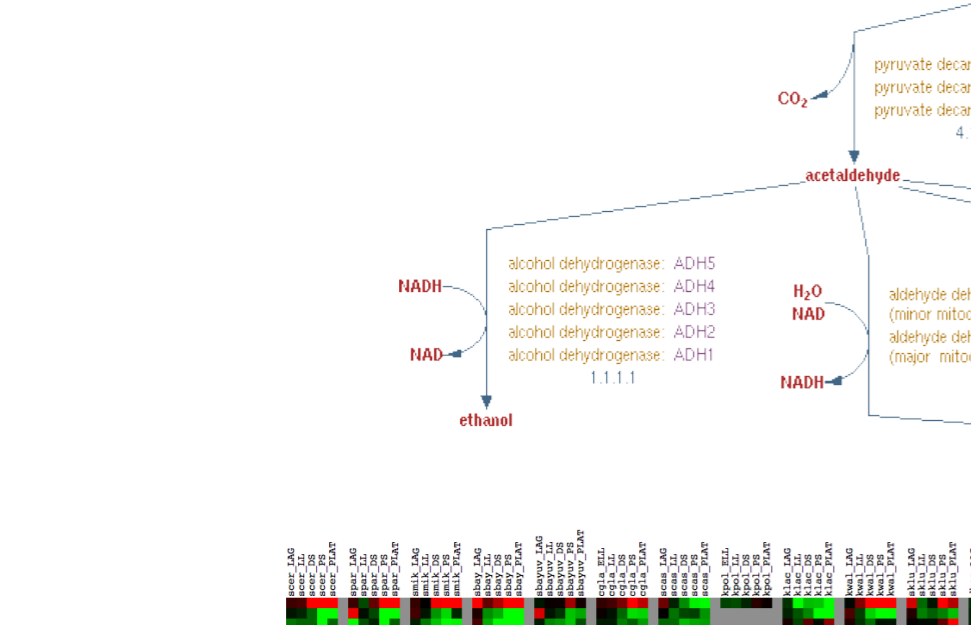 pyruvate decar
pyruvate decar
pyruvate decar
CO2
4.
acetaldehyde
alcohol dehydrogenase: ADH5
NADH
alcohol dehydrogenase: ADH4
H2O
aldehyde deh
alcohol dehydrogenase: ADH3
NAD
(minor mitoc
alcohol dehydrogenase: ADH2
aldehyde deh
NAD
alcohol dehydrogenase: ADH1
(major mitoc
1.1.1.1
NADH
ethanol
scer_LAG
scer_LL
scer_DS
scer_PS
scer_PLAT
spar_LAG
spar_LL
spar_DS
spar_PS
spar_PLAT
smik_LAG
smik_LL
smik_DS
smik_PS
smik_PLAT
sbay_LAG
sbay_LL
sbay_DS
sbay_PS
sbay_PLAT
sbayuv_LAG
sbayuv_LL
sbayuv_DS
sbayuv_PS
sbayuv_PLAT
cgla_ELL
cgla_LL
cgla_DS
cgla_PS
cgla_PLAT
scas_LAG
scas_LL
scas_DS
scas_PS
scas_PLAT
kpol_ELL
kpol_LL
kpol_DS
kpol_PS
kpol_PLAT
klac_LAG
klac_LL
klac_DS
klac_PS
klac_PLAT
kwal_LAG
kwal_LL
kwal_DS
kwal_PS
kwal_PLAT
sklu_LAG
sklu_LL
sklu_DS
sklu_PS
sklu_PLAT